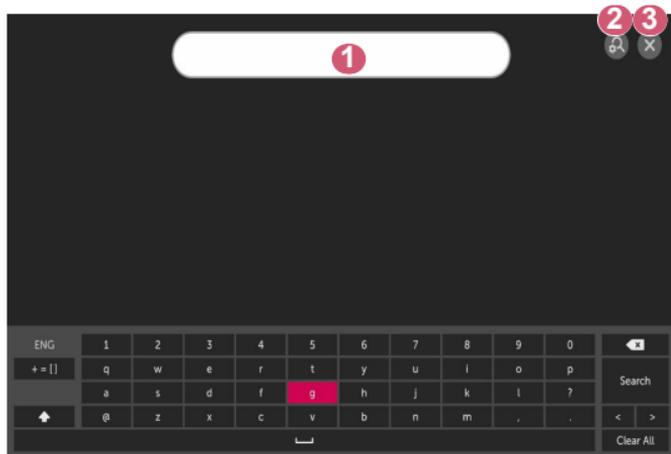 2 3
1
ENG 1 2 3 4 5 6 7 8 9 0
+ = [ ] q w e r t y u i o p
Search
a s d f g h j k l ?
@ z x c v b n m , . < >
Clear All